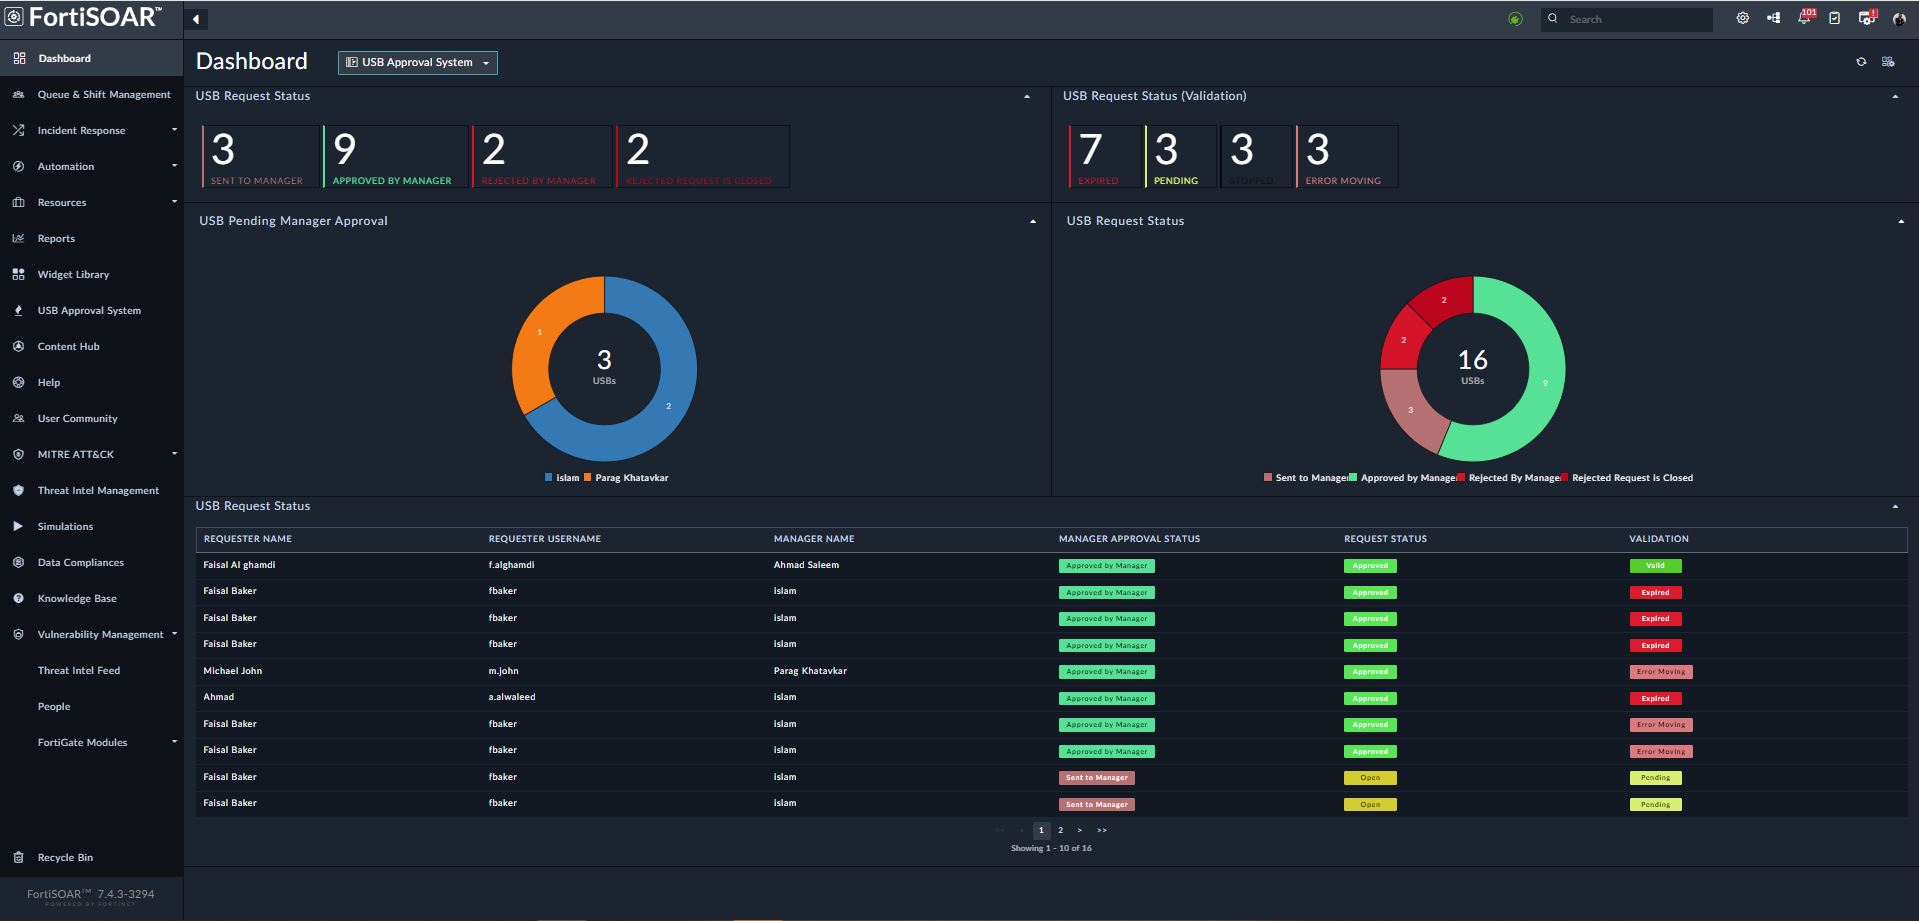 FortiSOAR™
Search
101
Dashboard
Queue & Shift Management
Incident Response
Automation
Resources
Reports
Widget Library
USB Approval System
Content Hub
Help
User Community
MITRE ATT&CK
Threat Intel Management
Simulations
Data Compliances
Knowledge Base
Vulnerability Management
Threat Intel Feed
People
FortiGate Modules
Recycle Bin
FortiSOAR™ 7.4.3-3294
POWERED BY FORTINET
Dashboard
USB Approval System
USB Request Status
3 SENT TO MANAGER
9 APPROVED BY MANAGER
2 REJECTED BY MANAGER
2 REJECTED REQUEST IS CLOSED
USB Request Status (Validation)
7 EXPIRED
3 PENDING
3 STOPPED
3 ERROR MOVING
USB Pending Manager Approval
1
3
USBs
2
islam Parag Khatavkar
USB Request Status
2
2
16
USBs
9
3
Sent to Manager Approved by Manager Rejected By Manager Rejected Request is Closed
USB Request Status
REQUESTER NAME REQUESTER USERNAME MANAGER NAME MANAGER APPROVAL STATUS REQUEST STATUS VALIDATION
Faisal Al ghamdi f.alghamdi Ahmad Saleem Approved by Manager Approved Valid
Faisal Baker fbaker islam Approved by Manager Approved Expired
Faisal Baker fbaker islam Approved by Manager Approved Expired
Faisal Baker fbaker islam Approved by Manager Approved Expired
Michael John m.john Parag Khatavkar Approved by Manager Approved Error Moving
Ahmad a.alwaleed islam Approved by Manager Approved Expired
Faisal Baker fbaker islam Approved by Manager Approved Error Moving
Faisal Baker fbaker islam Approved by Manager Approved Error Moving
Faisal Baker fbaker islam Sent to Manager Open Pending
Faisal Baker fbaker islam Sent to Manager Open Pending
<< < 1 2 > >>
Showing 1 - 10 of 16